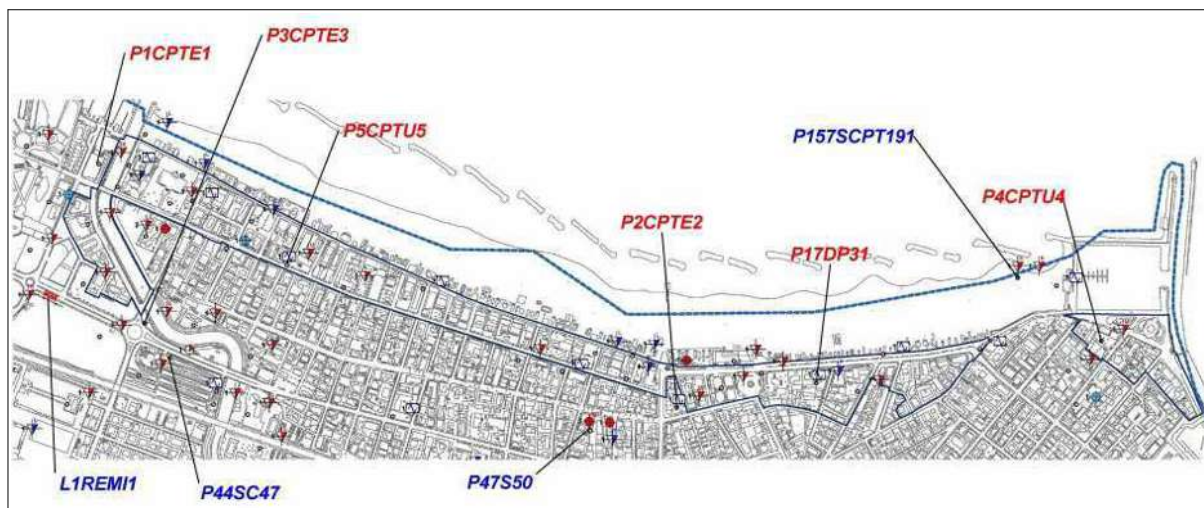 P3CPTE3
P1CPTE1
P5CPTU5
P157SCPT191
P4CPTU4
P2CPTE2
P17DP31
L1REMI1
P44SC47
P47S50